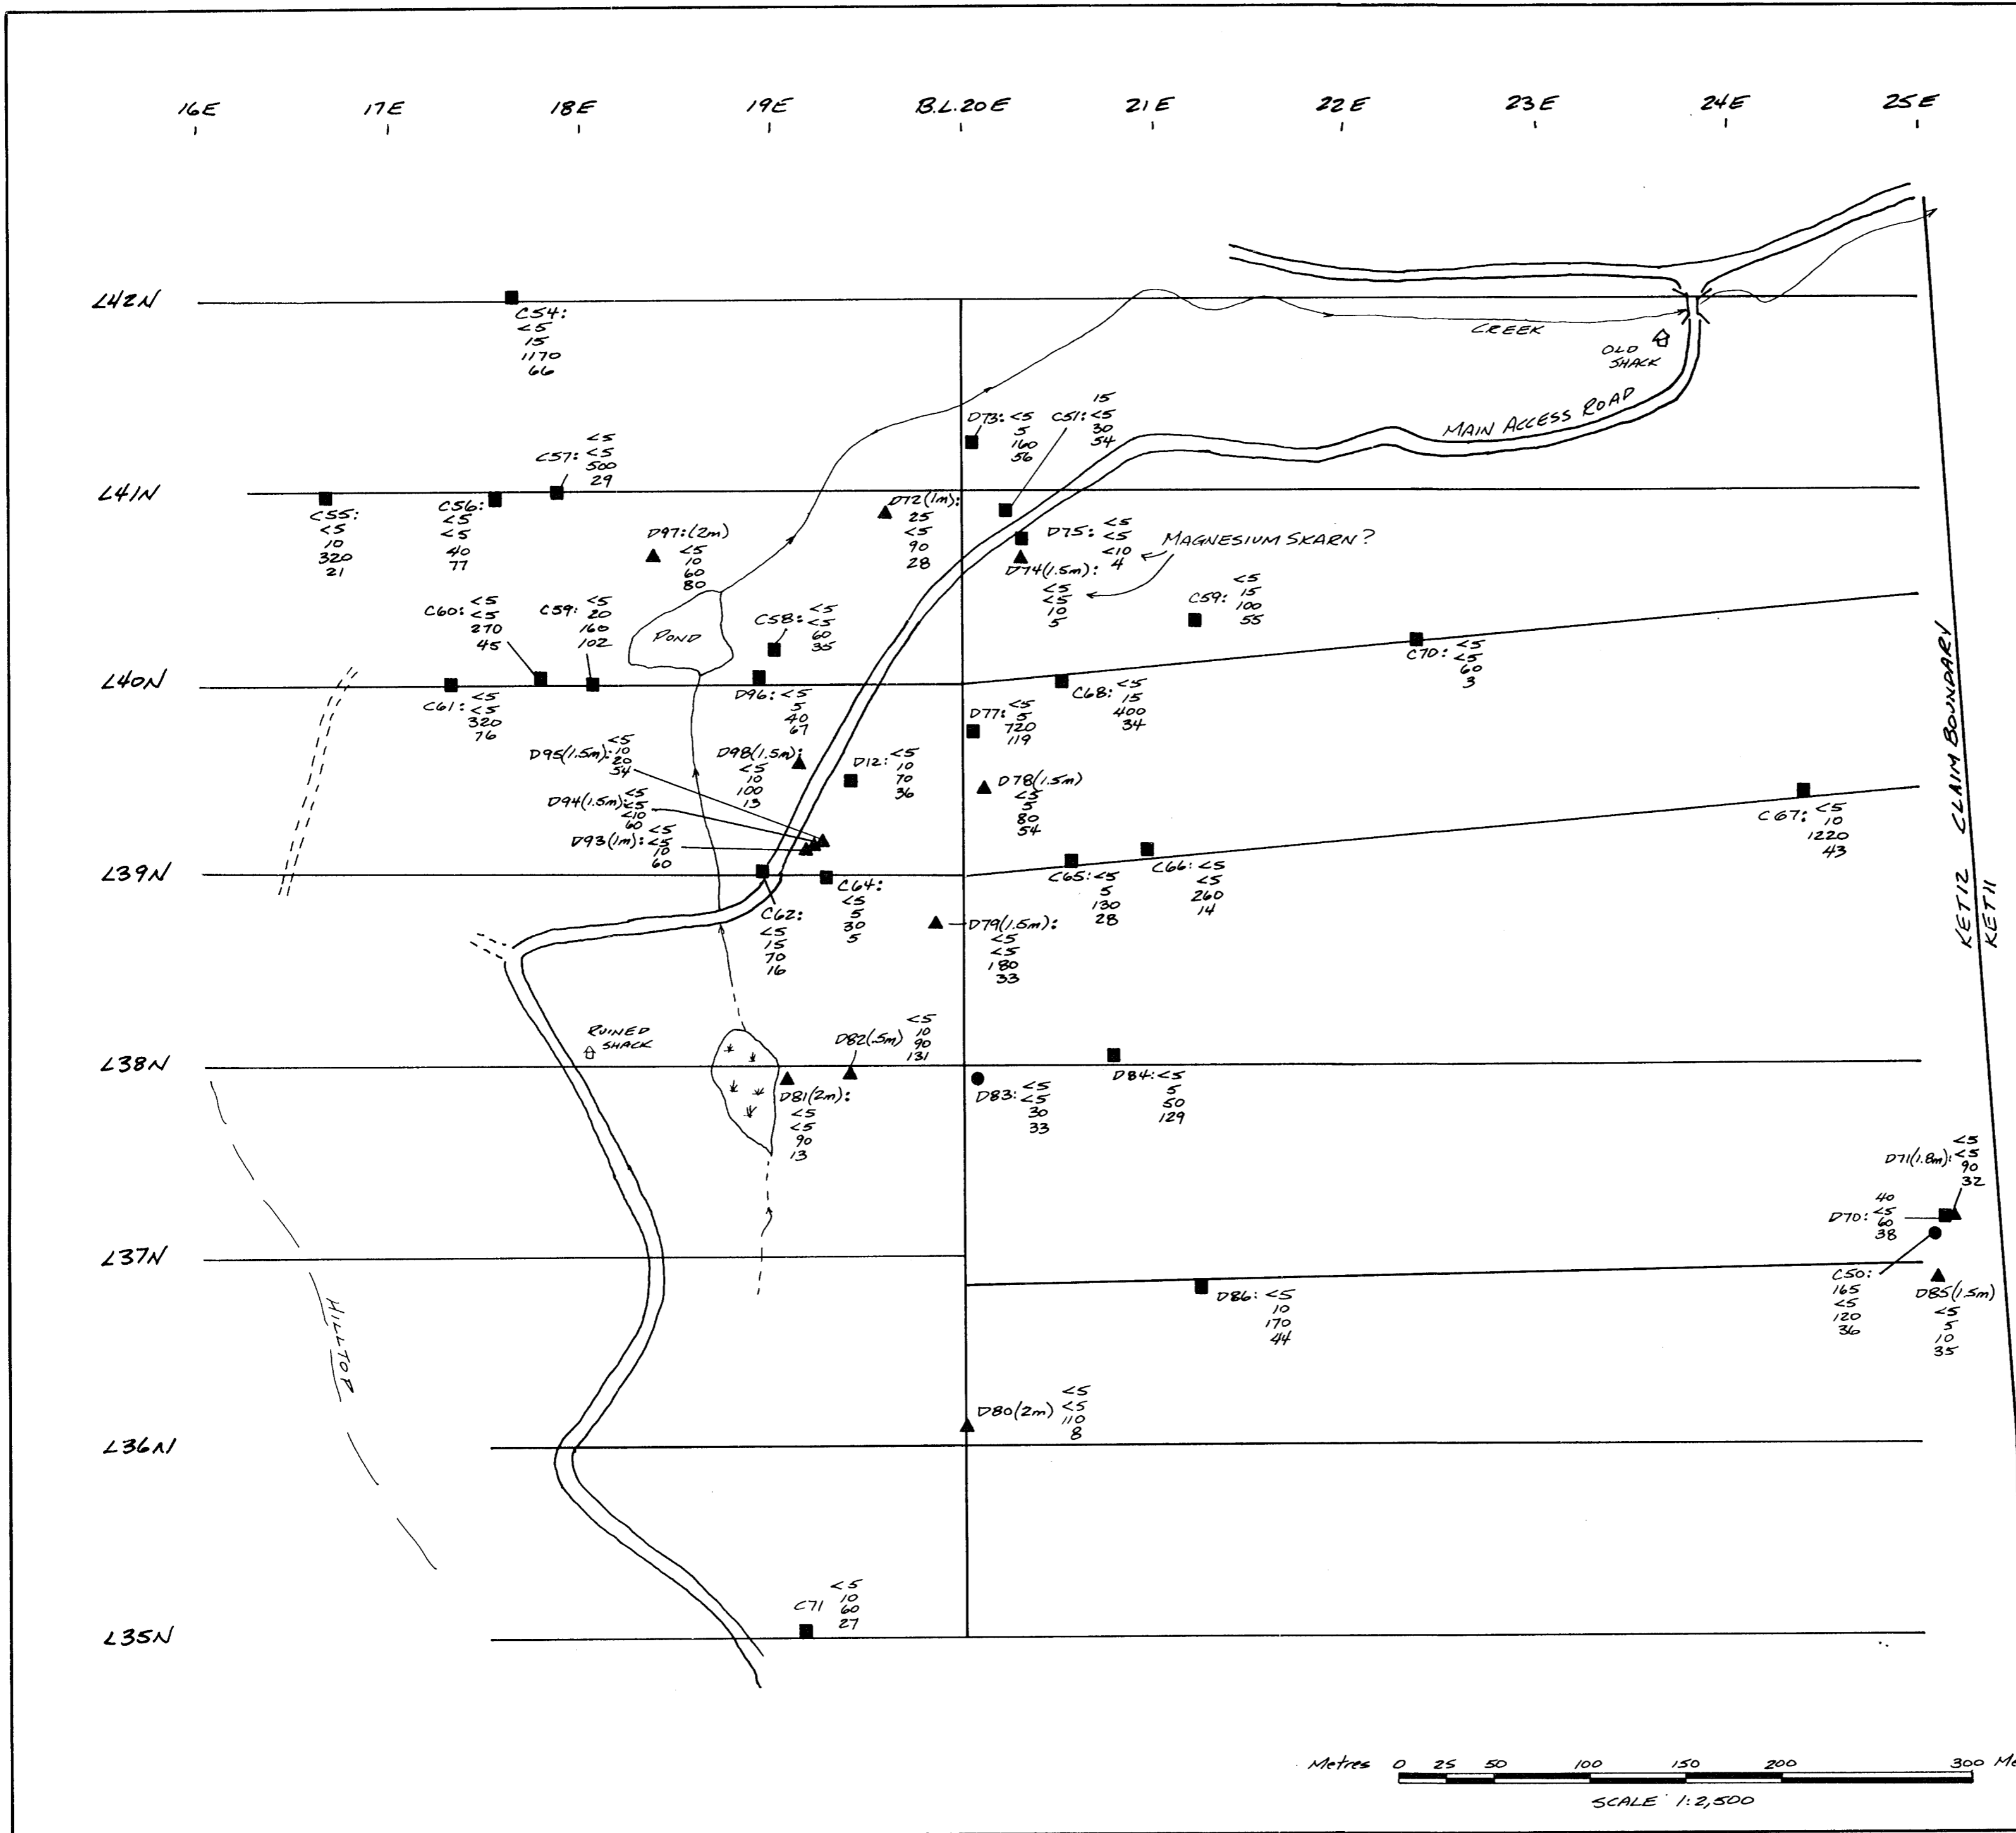 16E 17E 18E 19E B.L.20E 21E 22E 23E 24E 25E
L42N
C54:
<5
15
1170
66
CREEK
OLD
SHACK
MAIN ACCESS ROAD
D73: <5
5
160
56
15
C51: <5
30
54
<5
C57: <5
500
29
L41N
C55:
<5
10
320
21
C56:
<5
<5
40
77
D97:(2m)
<5
10
60
80
D72(1m):
25
<5
90
28
<5
D75: <5
<10
4
MAGNESIUM SKARN?
D74(1.5m):
<5
<5
10
5
<5
C59: 15
100
55
C60: <5
<5
270
45
C59: <5
20
160
102
POND
C58: <5
<5
60
35
C70: <5
<5
60
3
L40N
C61: <5
<5
320
76
D96: <5
5
40
67
C68: <5
15
400
34
D77: <5
5
720
119
<5
D95(1.5m): 10
20
54
D98(1.5m):
<5
10
100
13
D12: <5
10
70
36
D78(1.5m)
<5
5
80
54
<5
D94(1.5m): <5
<10
60
<5
D93(1m): <5
10
60
C67: <5
10
1220
43
L39N
C62:
<5
15
70
16
C64:
<5
5
30
5
C65: <5
5
130
28
C66: <5
<5
260
14
D79(1.5m):
<5
<5
180
33
KET12 CLAIM BOUNDARY
KET11
RUINED
SHACK
<5
D82(.5m) 10
90
131
L38N
D81(2m):
<5
<5
90
13
D83: <5
<5
30
33
D84: <5
5
50
129
<5
D71(1.8m): <5
90
32
40
D70: <5
60
38
L37N
C50:
165
<5
120
36
D85(1.5m)
<5
5
10
35
D86: <5
10
170
44
HILLTOP
<5
D80(2m) <5
110
8
L36N
<5
10
C71 60
27
L35N
Metres 0 25 50 100 150 200 300 Me
SCALE 1:2,500